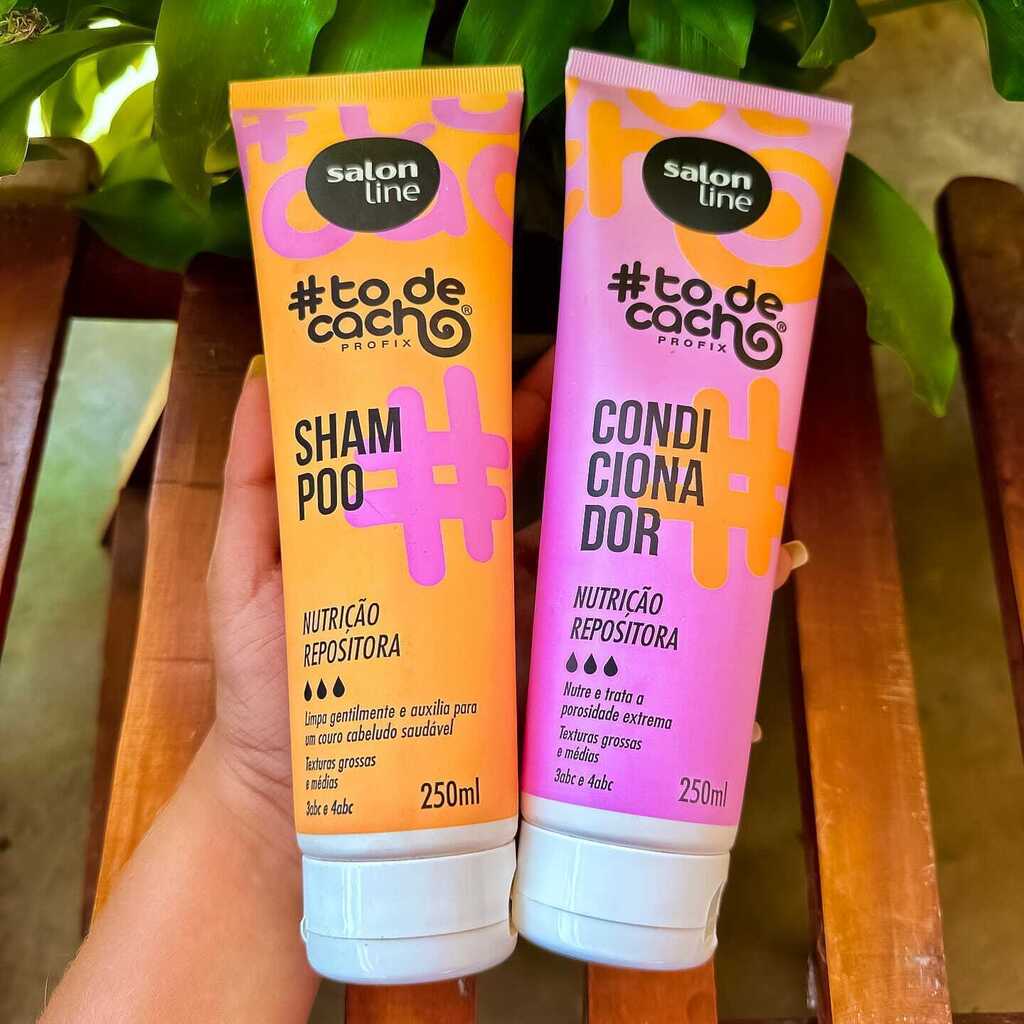 salon
line
#to de
cacho®
PROFIX
SHAM
POO
NUTRIÇÃO
REPOSITORA
Limpa gentilmente e auxilia para
um couro cabeludo saudável
Texturas grossas
e médias
3abc e 4abc
250ml
salon
line
#to de
cacho®
PROFIX
CONDI
CIONA
DOR
NUTRIÇÃO
REPOSITORA
Nutre e trata a
porosidade extrema
Texturas grossas
e médias
3abc e 4abc
250ml